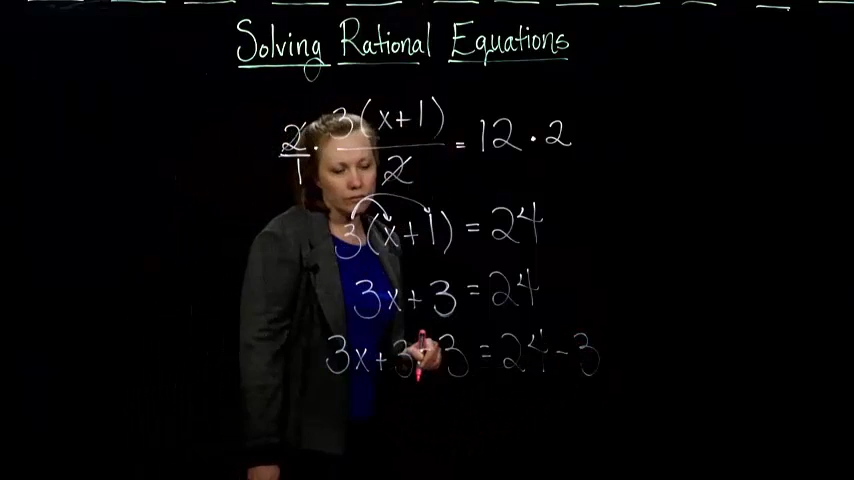 Solving Rational Equations
2/1 · 3(x+1)/2 = 12 · 2
3(x+1) = 24
3x+3 = 24
3x+3-3 = 24-3